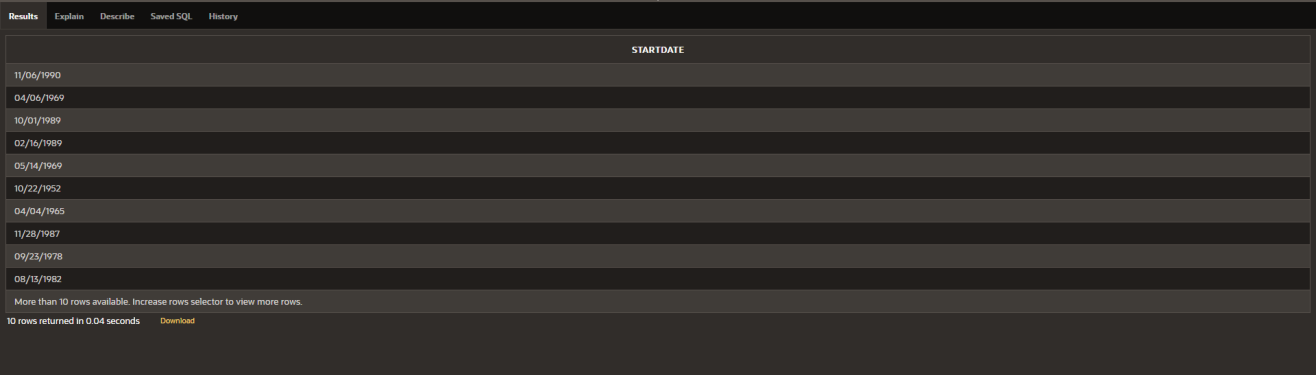 Results Explain Describe Saved SQL History
STARTDATE
11/06/1990
04/06/1969
10/01/1989
02/16/1989
05/14/1969
10/22/1952
04/04/1965
11/28/1987
09/23/1978
08/13/1982
More than 10 rows available. Increase rows selector to view more rows.
10 rows returned in 0.04 seconds Download